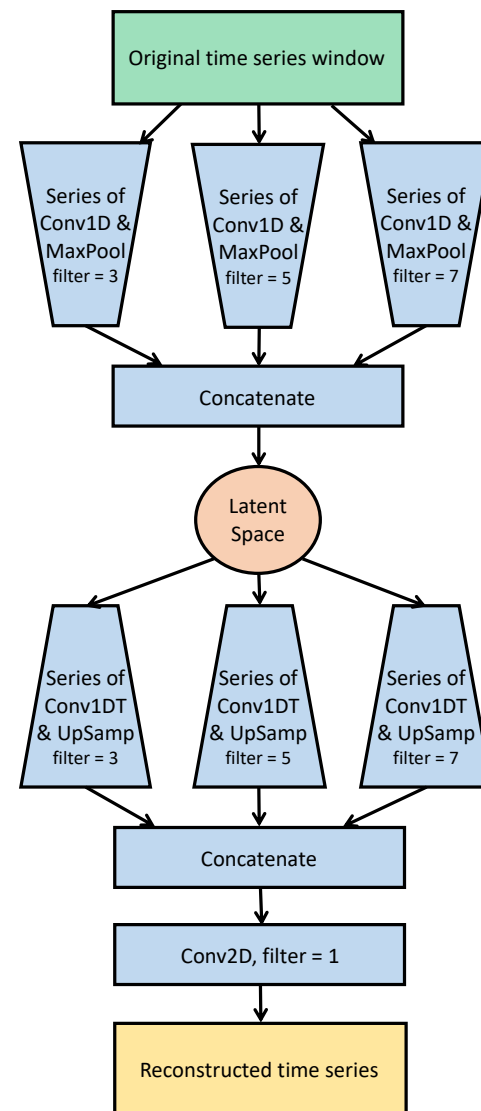 Original time series window
Series of
Conv1D &
MaxPool
filter = 3
Series of
Conv1D &
MaxPool
filter = 5
Series of
Conv1D &
MaxPool
filter = 7
Concatenate
Latent
Space
Series of
Conv1DT
& UpSamp
filter = 3
Series of
Conv1DT
& UpSamp
filter = 5
Series of
Conv1DT
& UpSamp
filter = 7
Concatenate
Conv2D, filter = 1
Reconstructed time series